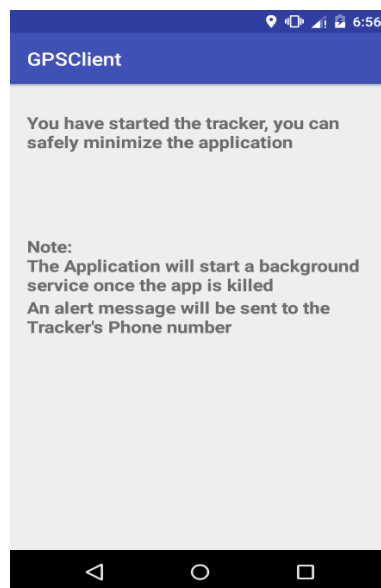 6:56
GPSClient
You have started the tracker, you can
safely minimize the application
Note:
The Application will start a background
service once the app is killed
An alert message will be sent to the
Tracker's Phone number